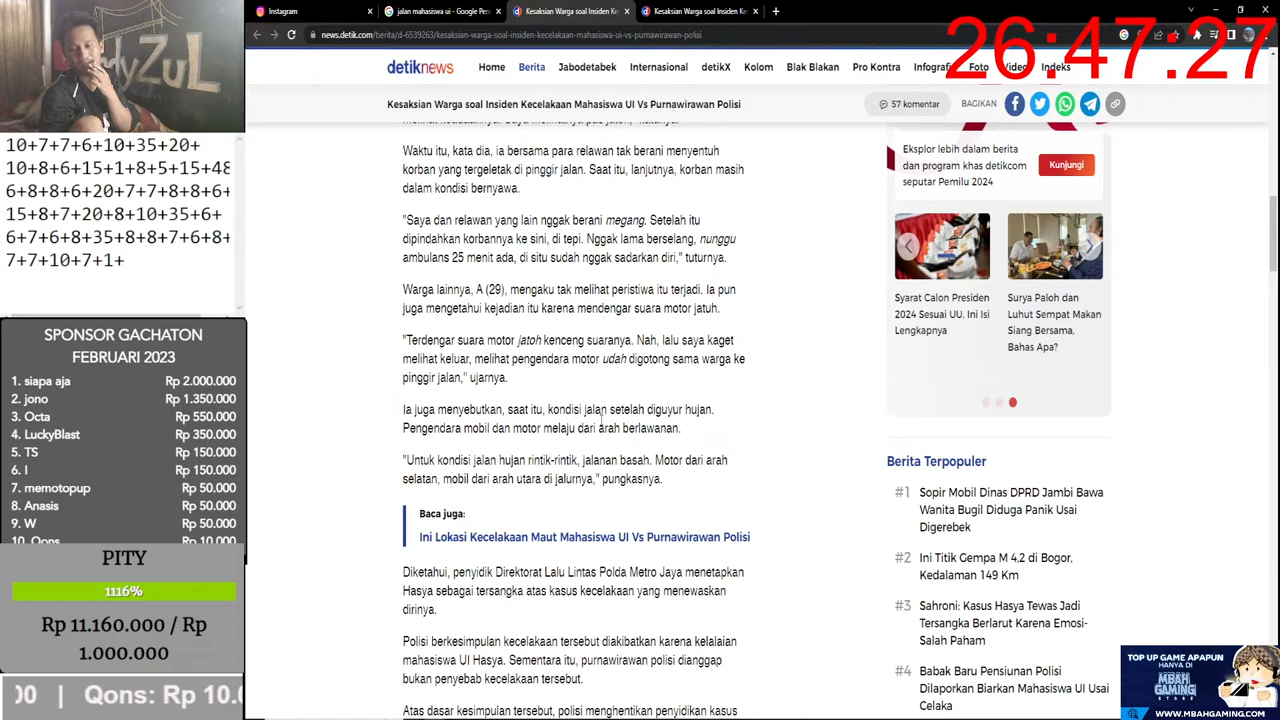 Instagram
jalan mahasiswa ui - Google Pen
Kesaksian Warga soal Insiden Ke
Kesaksian Warga soal Insiden Ke
news.detik.com/berita/d-6539263/kesaksian-warga-soal-insiden-kecelakaan-mahasiswa-ui-vs-purnawirawan-polisi
26:47:27
detiknews
Home Berita Jabodetabek Internasional detikX Kolom Blak Blakan Pro Kontra Infografis Foto Video Indeks
Kesaksian Warga soal Insiden Kecelakaan Mahasiswa UI Vs Purnawirawan Polisi
57 komentar
BAGIKAN
10+7+7+6+10+35+20+
10+8+6+15+1+8+5+15+48
6+8+8+6+20+7+7+8+8+6+
15+8+7+20+8+10+35+6+
6+7+6+8+35+8+8+7+6+8+
7+7+10+7+1+
SPONSOR GACHATON
FEBRUARI 2023
1. siapa aja Rp 2.000.000
2. jono Rp 1.350.000
3. Octa Rp 550.000
4. LuckyBlast Rp 350.000
5. TS Rp 150.000
6. I Rp 150.000
7. memotopup Rp 50.000
8. Anasis Rp 50.000
9. W Rp 50.000
10. Qons Rp 10.000
PITY
1116%
Rp 11.160.000 / Rp
1.000.000
00 | Qons: Rp 10.0
Waktu itu, kata dia, ia bersama para relawan tak berani menyentuh
korban yang tergeletak di pinggir jalan. Saat itu, lanjutnya, korban masih
dalam kondisi bernyawa.
"Saya dan relawan yang lain nggak berani megang. Setelah itu
dipindahkan korbannya ke sini, di tepi. Nggak lama berselang, nunggu
ambulans 25 menit ada, di situ sudah nggak sadarkan diri," tuturnya.
Warga lainnya, A (29), mengaku tak melihat peristiwa itu terjadi. Ia pun
juga mengetahui kejadian itu karena mendengar suara motor jatuh.
"Terdengar suara motor jatoh kenceng suaranya. Nah, lalu saya kaget
melihat keluar, melihat pengendara motor udah digotong sama warga ke
pinggir jalan," ujarnya.
Ia juga menyebutkan, saat itu, kondisi jalan setelah diguyur hujan.
Pengendara mobil dan motor melaju dari arah berlawanan.
"Untuk kondisi jalan hujan rintik-rintik, jalanan basah. Motor dari arah
selatan, mobil dari arah utara di jalurnya," pungkasnya.
Baca juga:
Ini Lokasi Kecelakaan Maut Mahasiswa UI Vs Purnawirawan Polisi
Diketahui, penyidik Direktorat Lalu Lintas Polda Metro Jaya menetapkan
Hasya sebagai tersangka atas kasus kecelakaan yang menewaskan
dirinya.
Polisi berkesimpulan kecelakaan tersebut diakibatkan karena kelalaian
mahasiswa UI Hasya. Sementara itu, purnawirawan polisi dianggap
bukan penyebab kecelakaan tersebut.
Atas dasar kesimpulan tersebut, polisi menghentikan penyidikan kasus
Eksplor lebih dalam berita
dan program khas detikcom
seputar Pemilu 2024
Kunjungi
Syarat Calon Presiden
2024 Sesuai UU, Ini Isi
Lengkapnya
Surya Paloh dan
Luhut Sempat Makan
Siang Bersama,
Bahas Apa?
Berita Terpopuler
#1 Sopir Mobil Dinas DPRD Jambi Bawa
Wanita Bugil Diduga Panik Usai
Digerebek
#2 Ini Titik Gempa M 4,2 di Bogor,
Kedalaman 149 Km
#3 Sahroni: Kasus Hasya Tewas Jadi
Tersangka Berlarut Karena Emosi-
Salah Paham
#4 Babak Baru Pensiunan Polisi
Dilaporkan Biarkan Mahasiswa UI Usai
Celaka
TOP UP GAME APAPUN
HANYA DI
MBAH
GAMING
STORE
WWW.MBAHGAMING.COM